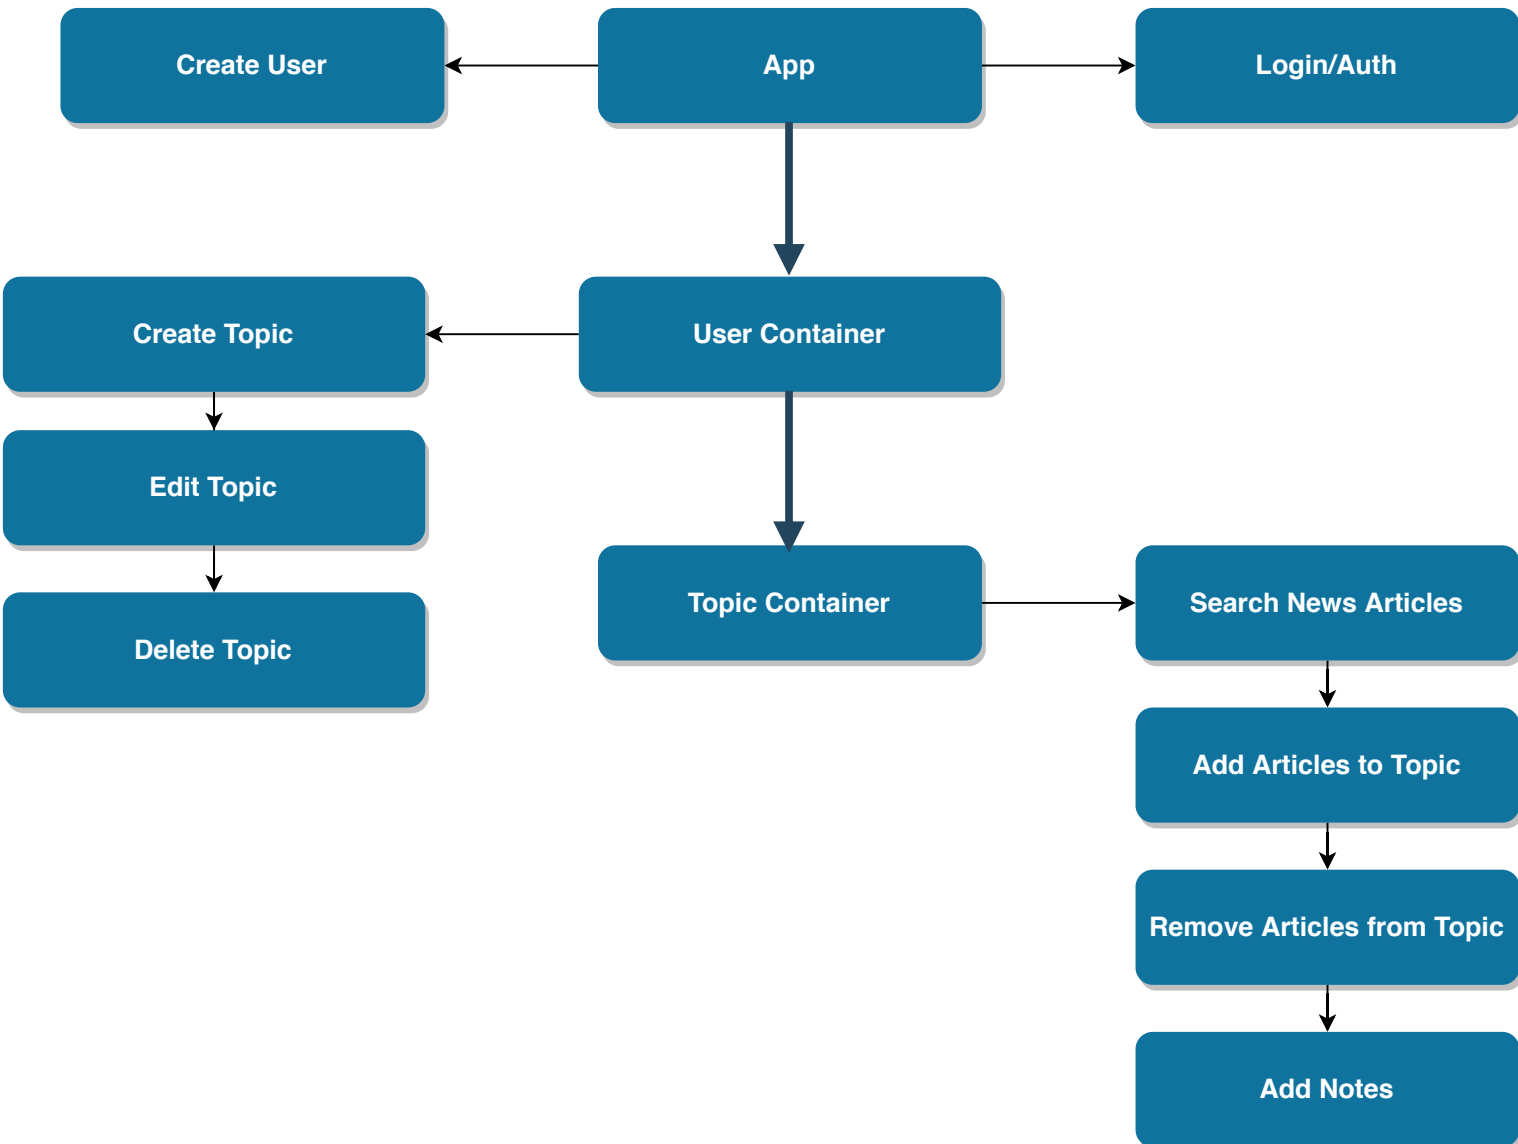 Create User
App
Login/Auth
Create Topic
User Container
Edit Topic
Delete Topic
Topic Container
Search News Articles
Add Articles to Topic
Remove Articles from Topic
Add Notes